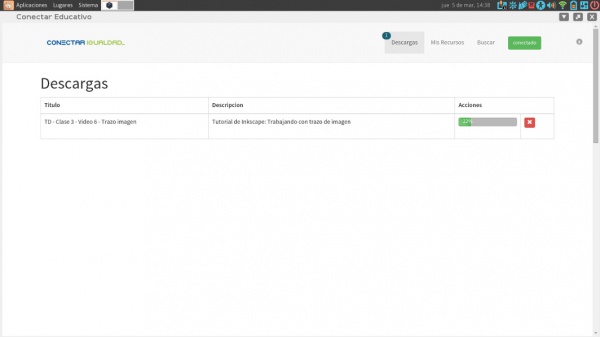 Aplicaciones Lugares Sistema
jue 5 de mar, 14:38
Conectar Educativo
CONECTAR IGUALDAD
1
Descargas Mis Recursos Buscar conectado
Descargas
Titulo Descripcion Acciones
TD - Clase 3 - Video 6 - Trazo imagen Tutorial de Inkscape: Trabajando con trazo de imagen